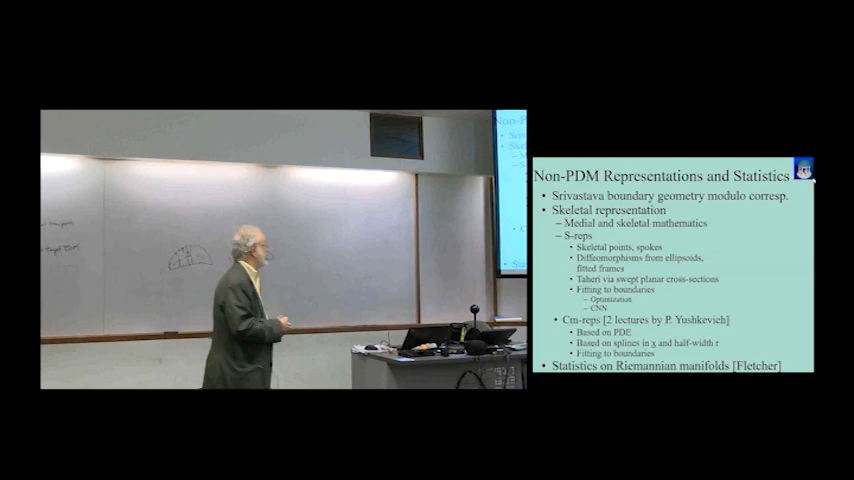 Non-PDM Representations and Statistics
• Srivastava boundary geometry modulo corresp.
• Skeletal representation
– Medial and skeletal mathematics
– S-reps
• Skeletal points, spokes
• Diffeomorphisms from ellipsoids,
fitted frames
• Taheri via swept planar cross-sections
• Fitting to boundaries
– Optimization
– CNN
• Cm-reps [2 lectures by P. Yushkevich]
• Based on PDE
• Based on splines in x and half-width r
• Fitting to boundaries
• Statistics on Riemannian manifolds [Fletcher]